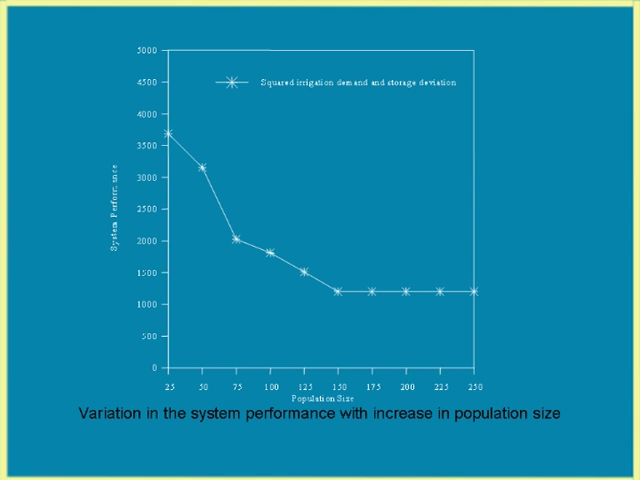 5000
4500
4000
3500
3000
2500
2000
1500
1000
500
0
Squared irrigation demand and storage deviation
System Performance
25 50 75 100 125 150 175 200 225 250
Population Size
Variation in the system performance with increase in population size